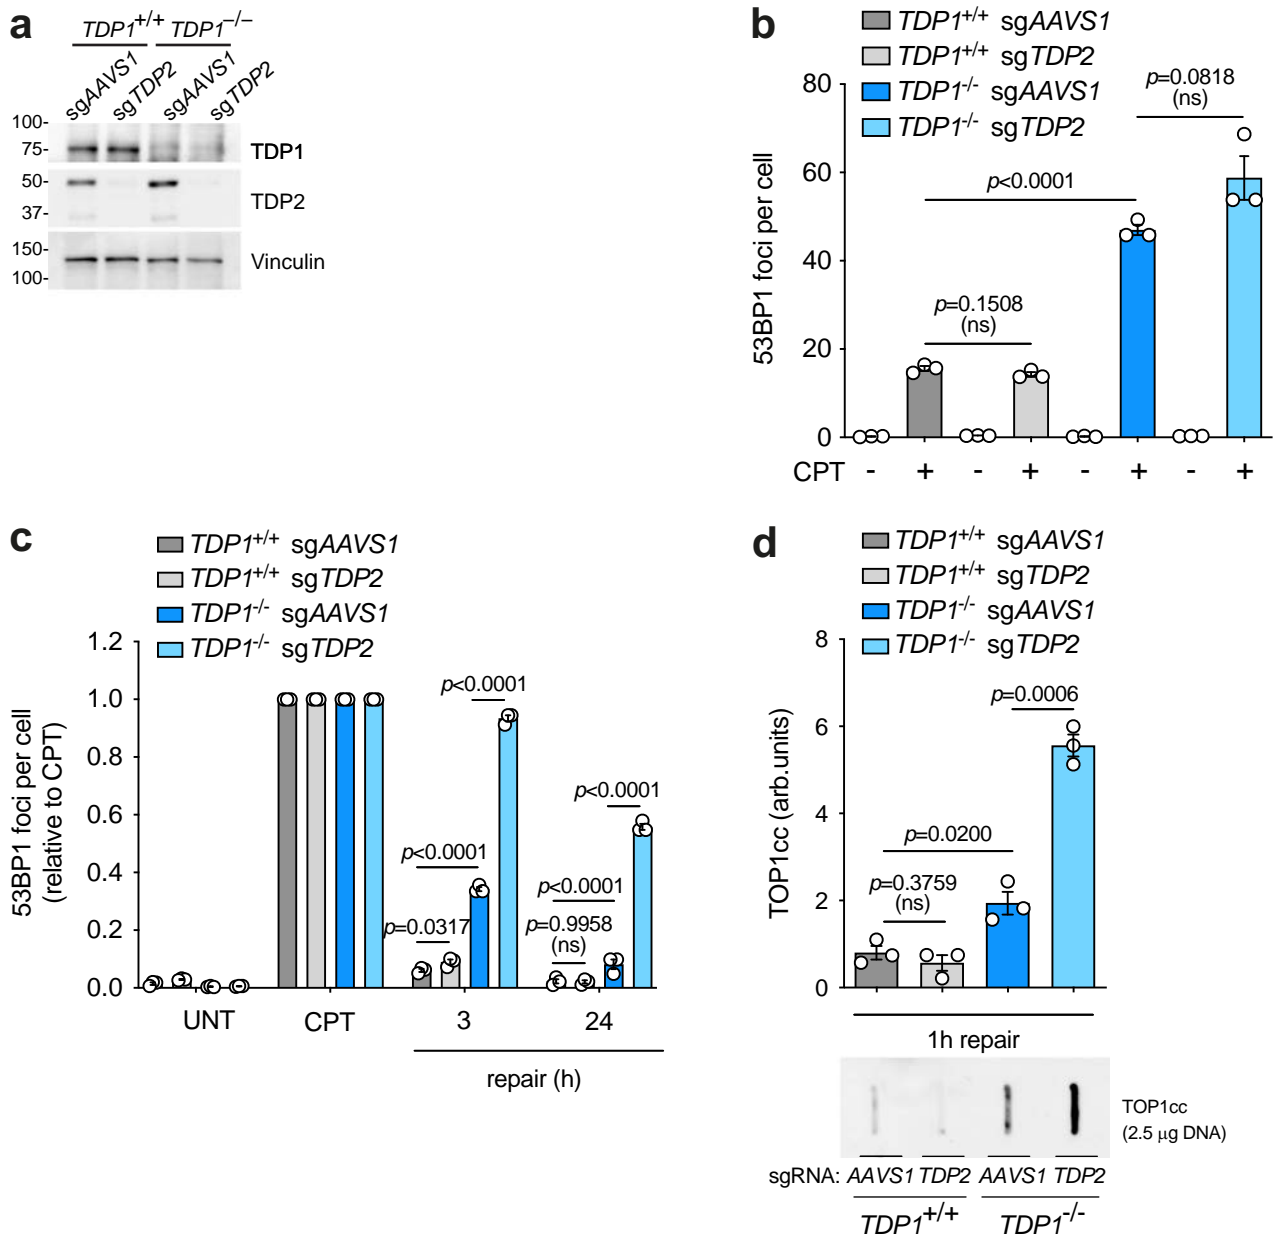 a
TDP1+/+ TDP1−/−
sgAAVS1 sgTDP2 sgAAVS1 sgTDP2
100-
75-
TDP1
50-
TDP2
37-
150-
Vinculin
100-
b
TDP1+/+ sgAAVS1
TDP1+/+ sgTDP2
TDP1-/- sgAAVS1
TDP1-/- sgTDP2
53BP1 foci per cell
80
60
40
20
0
p=0.0818
(ns)
p<0.0001
p=0.1508
(ns)
CPT - + - + - + - +
c
TDP1+/+ sgAAVS1
TDP1+/+ sgTDP2
TDP1-/- sgAAVS1
TDP1-/- sgTDP2
53BP1 foci per cell
(relative to CPT)
1.2
1.0
0.8
0.6
0.4
0.2
0.0
p<0.0001
p<0.0001
p=0.0317
p<0.0001
p<0.0001
p=0.9958
(ns)
UNT CPT 3 24
repair (h)
d
TDP1+/+ sgAAVS1
TDP1+/+ sgTDP2
TDP1-/- sgAAVS1
TDP1-/- sgTDP2
TOP1cc (arb.units)
8
6
4
2
0
p=0.0006
p=0.0200
p=0.3759
(ns)
1h repair
TOP1cc
(2.5 μg DNA)
sgRNA: AAVS1 TDP2 AAVS1 TDP2
TDP1+/+ TDP1-/-